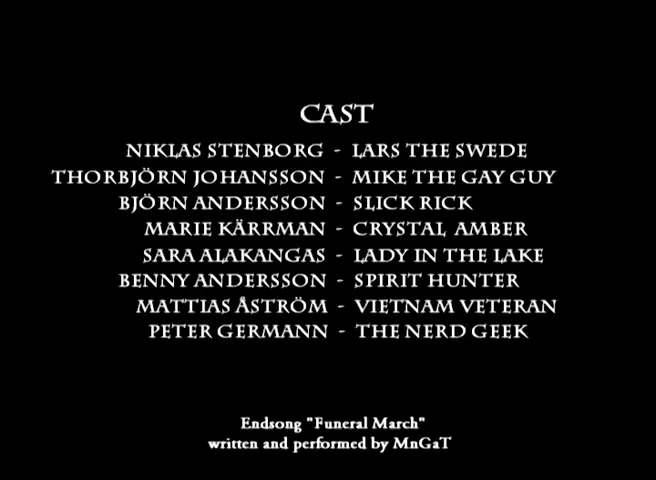 CAST
NIKLAS STENBORG - LARS THE SWEDE
THORBJÖRN JOHANSSON - MIKE THE GAY GUY
BJÖRN ANDERSSON - SLICK RICK
MARIE KÄRRMAN - CRYSTAL AMBER
SARA ALAKANGAS - LADY IN THE LAKE
BENNY ANDERSSON - SPIRIT HUNTER
MATTIAS ÅSTRÖM - VIETNAM VETERAN
PETER GERMANN - THE NERD GEEK
Endsong "Funeral March"
written and performed by MnGaT